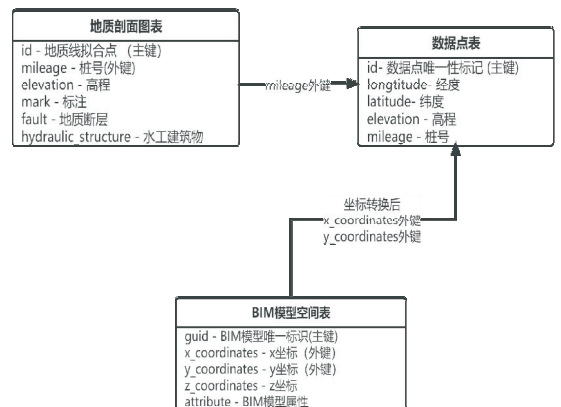 地质剖面图表
id - 地质线拟合点 （主键）
mileage - 桩号(外键)
elevation - 高程
mark - 标注
fault - 地质断层
hydraulic_structure - 水工建筑物
mileage外键
数据点表
id- 数据点唯一性标记 (主键)
longtitude- 经度
latitude- 纬度
elevation - 高程
mileage - 桩号
坐标转换后
x_coordinates外键
y_coordinates外键
BIM模型空间表
guid - BIM模型唯一标识(主键)
x_coordinates - x坐标（外键）
y_coordinates - y坐标（外键）
z_coordinates - z坐标
attribute - BIM模型属性